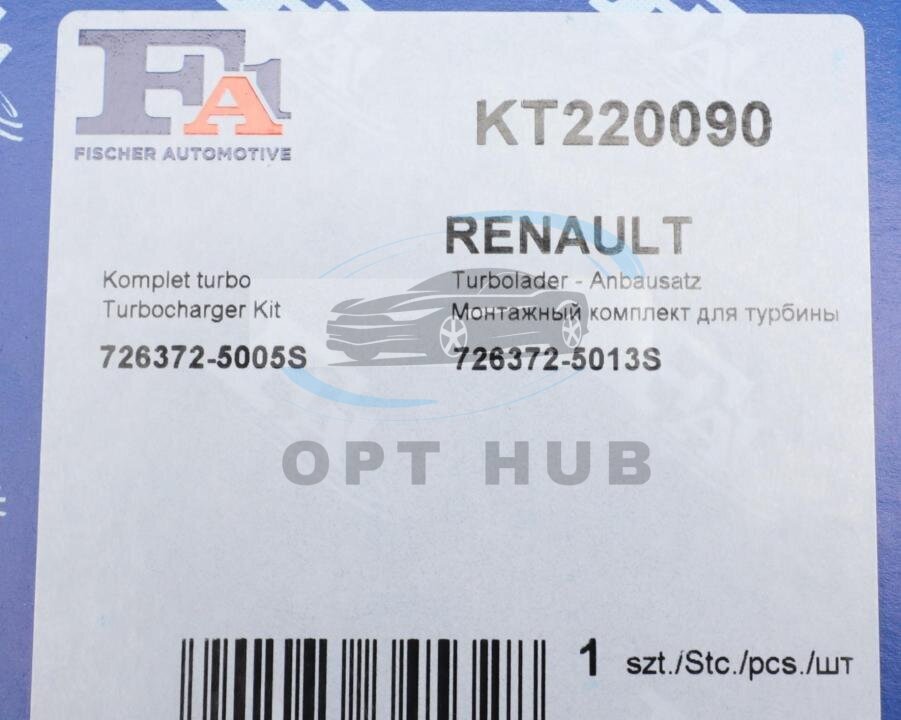 FA1
FISCHER AUTOMOTIVE
KT220090
RENAULT
Komplet turbo
Turbocharger Kit
Turbolader - Anbausatz
Монтажный комплект для турбины
726372-5005S
726372-5013S
OPT HUB
1 szt./Stc./pcs./шт